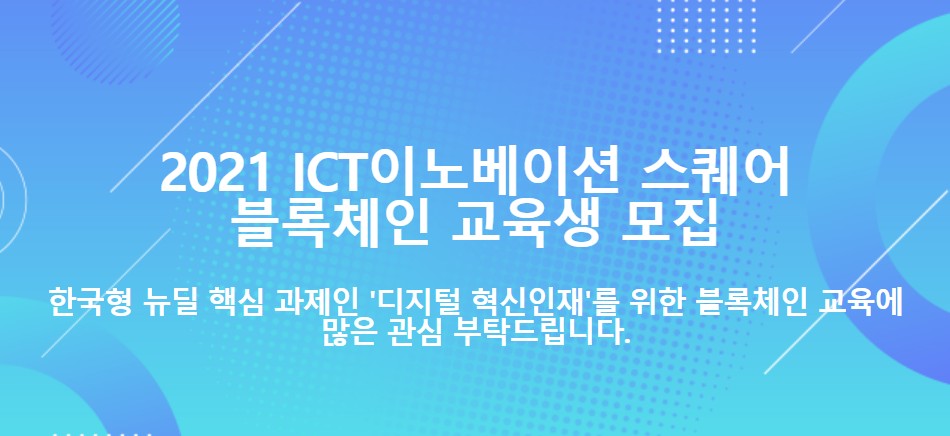 2021 ICT이노베이션 스퀘어
블록체인 교육생 모집
한국형 뉴딜 핵심 과제인 '디지털 혁신인재'를 위한 블록체인 교육에
많은 관심 부탁드립니다.